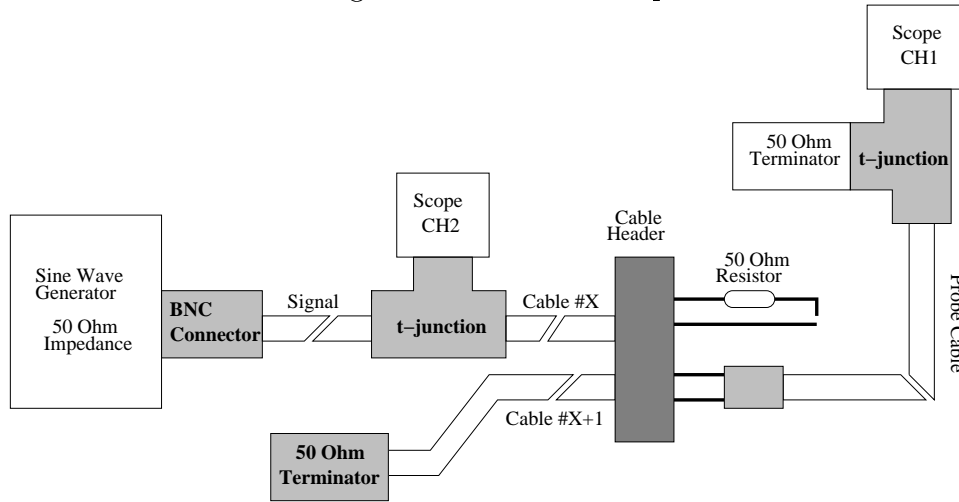 Scope
CH1
50 Ohm
Terminator
t-junction
Scope
CH2
Cable
Header
50 Ohm
Resistor
Sine Wave
Generator
50 Ohm
Impedance
BNC
Connector
Signal
t-junction
Cable #X
Probe Cable
Cable #X+1
50 Ohm
Terminator